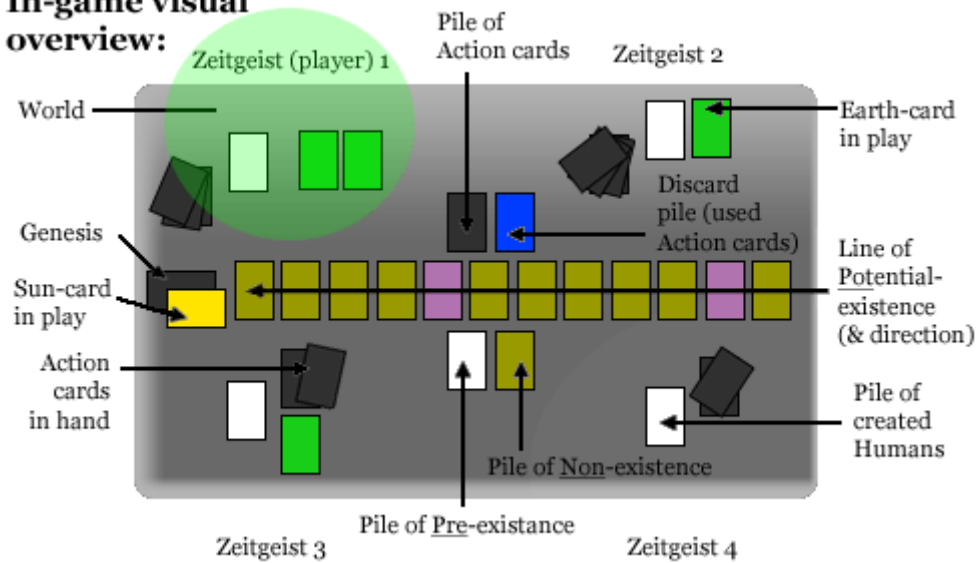 In-game visual
overview:
Zeitgeist (player) 1
Pile of
Action cards
Zeitgeist 2
World
Earth-card
in play
Discard
pile (used
Action cards)
Genesis
Sun-card
in play
Line of
Potential-
existence
(& direction)
Action
cards
in hand
Pile of
created
Humans
Pile of Non-existence
Pile of Pre-existance
Zeitgeist 3
Zeitgeist 4